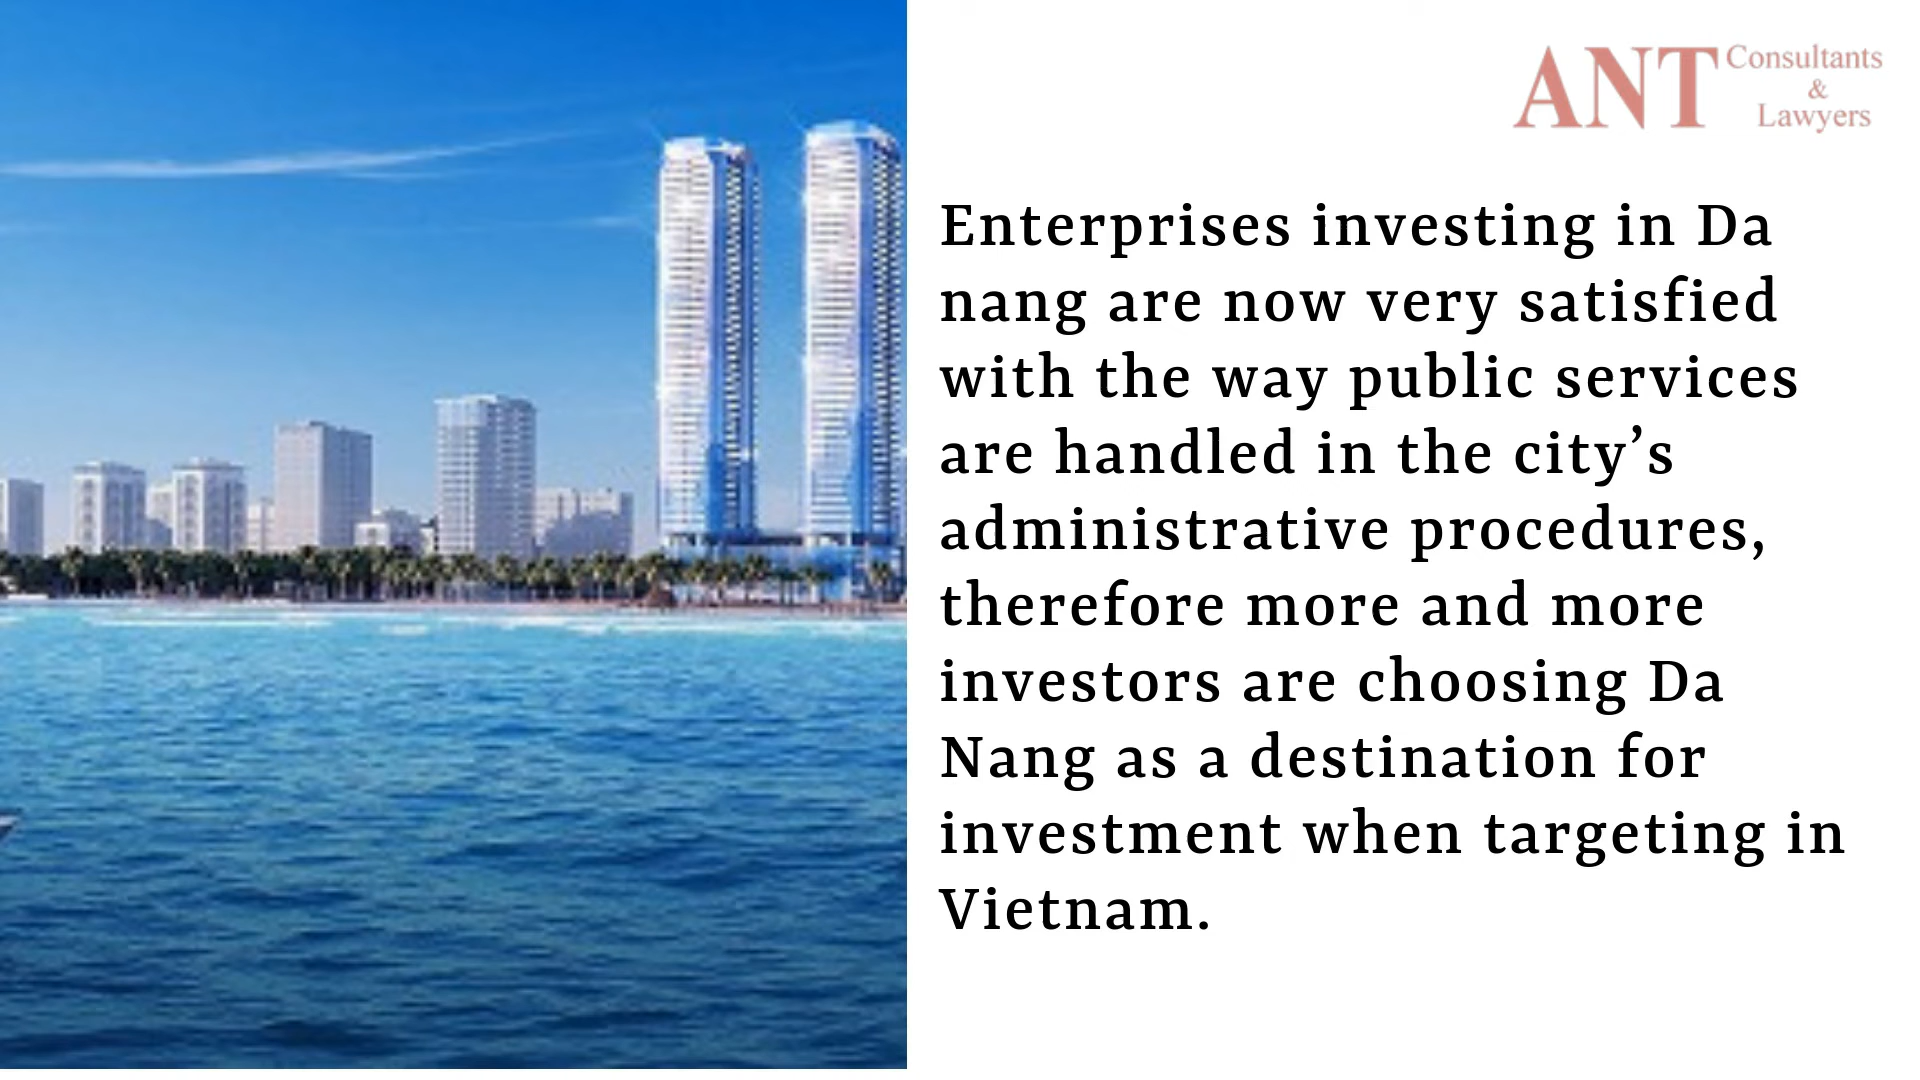 ANT Consultants
&
Lawyers
Enterprises investing in Da
nang are now very satisfied
with the way public services
are handled in the city’s
administrative procedures,
therefore more and more
investors are choosing Da
Nang as a destination for
investment when targeting in
Vietnam.